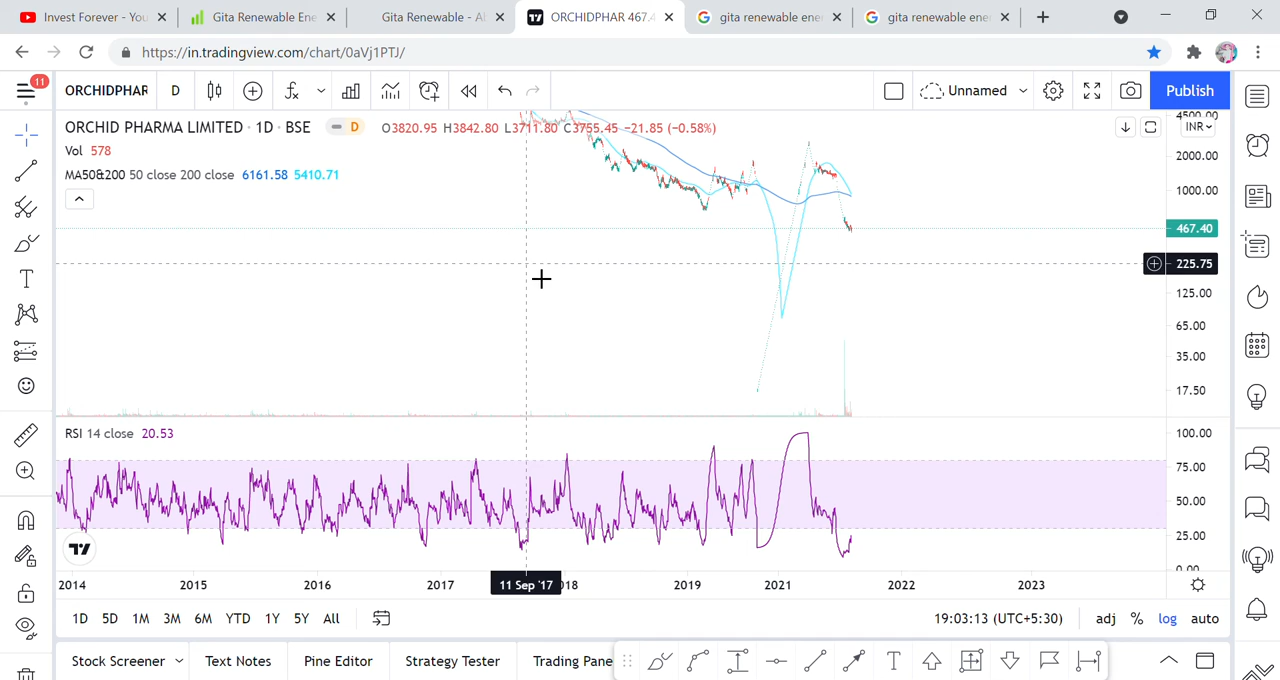 Invest Forever - You
Gita Renewable Ene
Gita Renewable - A
ORCHIDPHAR 467.4
gita renewable ene
gita renewable ene
https://in.tradingview.com/chart/0aVj1PTJ/
11
ORCHIDPHAR
D
Unnamed
Publish
ORCHID PHARMA LIMITED · 1D · BSE
D
O3820.95 H3842.80 L3711.80 C3755.45 −21.85 (−0.58%)
Vol 578
MA50&200 50 close 200 close 6161.58 5410.71
4500.00
INR
2000.00
1000.00
467.40
225.75
125.00
65.00
35.00
17.50
RSI 14 close 20.53
100.00
75.00
50.00
25.00
0.00
2014 2015 2016 2017 11 Sep '17 018 2019 2021 2022 2023
1D 5D 1M 3M 6M YTD 1Y 5Y All
19:03:13 (UTC+5:30)
adj % log auto
Stock Screener
Text Notes
Pine Editor
Strategy Tester
Trading Pane